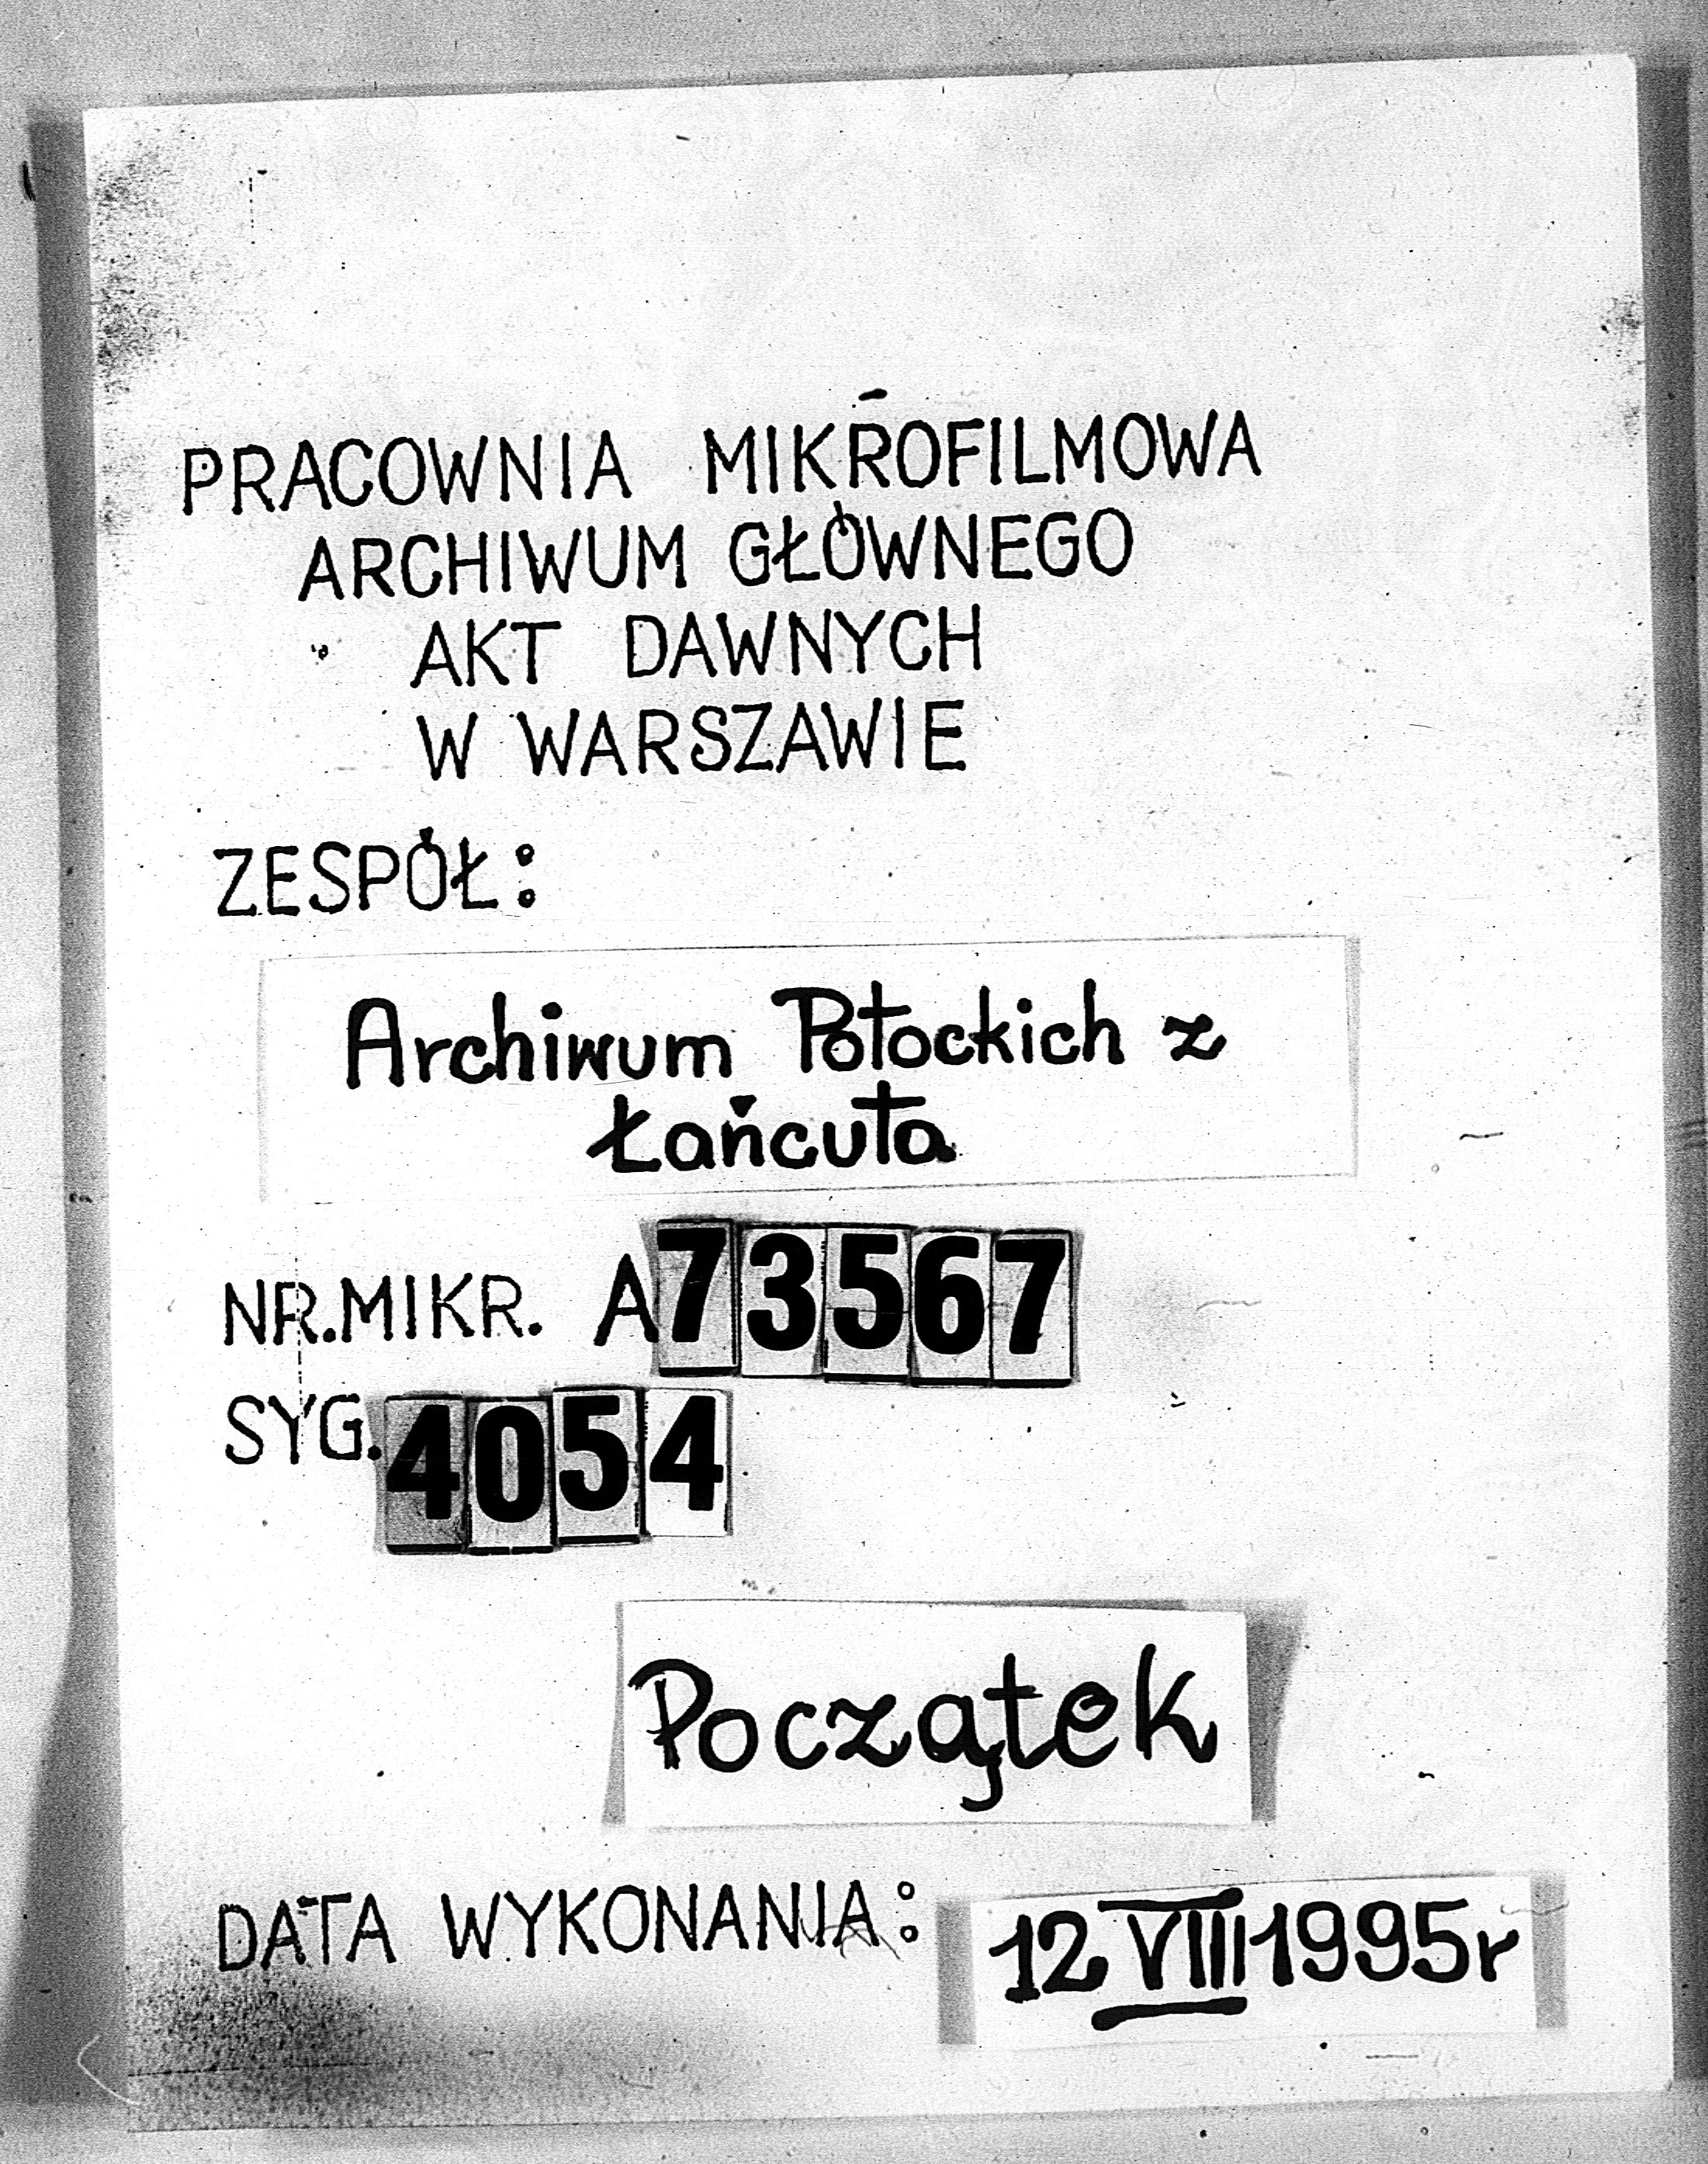 PRACOWNIA MIKROFILMOWA
ARCHIWUM GŁÓWNEGO
AKT DAWNYCH
W WARSZAWIE
ZESPÓŁ:
Archiwum Potockich z
Łańcuta
NR.MIKR. A73567
SYG.4054
Początek
DATA WYKONANIA: 12 VIII 1995r